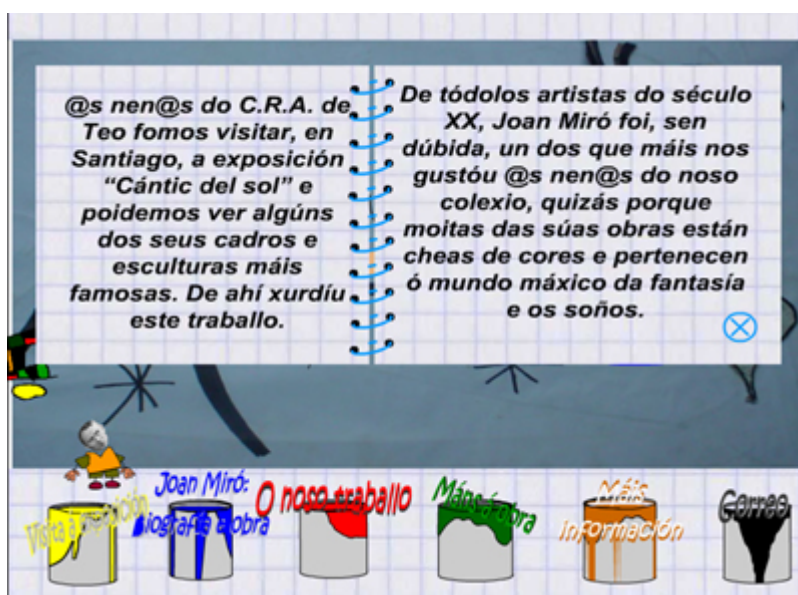 @s nen@s do C.R.A. de
Teo fomos visitar, en
Santiago, a exposición
“Cántic del sol” e
poidemos ver algúns
dos seus cadros e
esculturas máis
famosas. De ahí xurdíu
este traballo.
De tódolos artistas do século
XX, Joan Miró foi, sen
dúbida, un dos que máis nos
gustóu @s nen@s do noso
colexio, quizás porque
moitas das súas obras están
cheas de cores e pertenecen
ó mundo máxico da fantasía
e os soños.
Visita á exposición
Joan Miró:
Biografía e obra
O noso traballo
Máns á obra
Máis
información
Correo